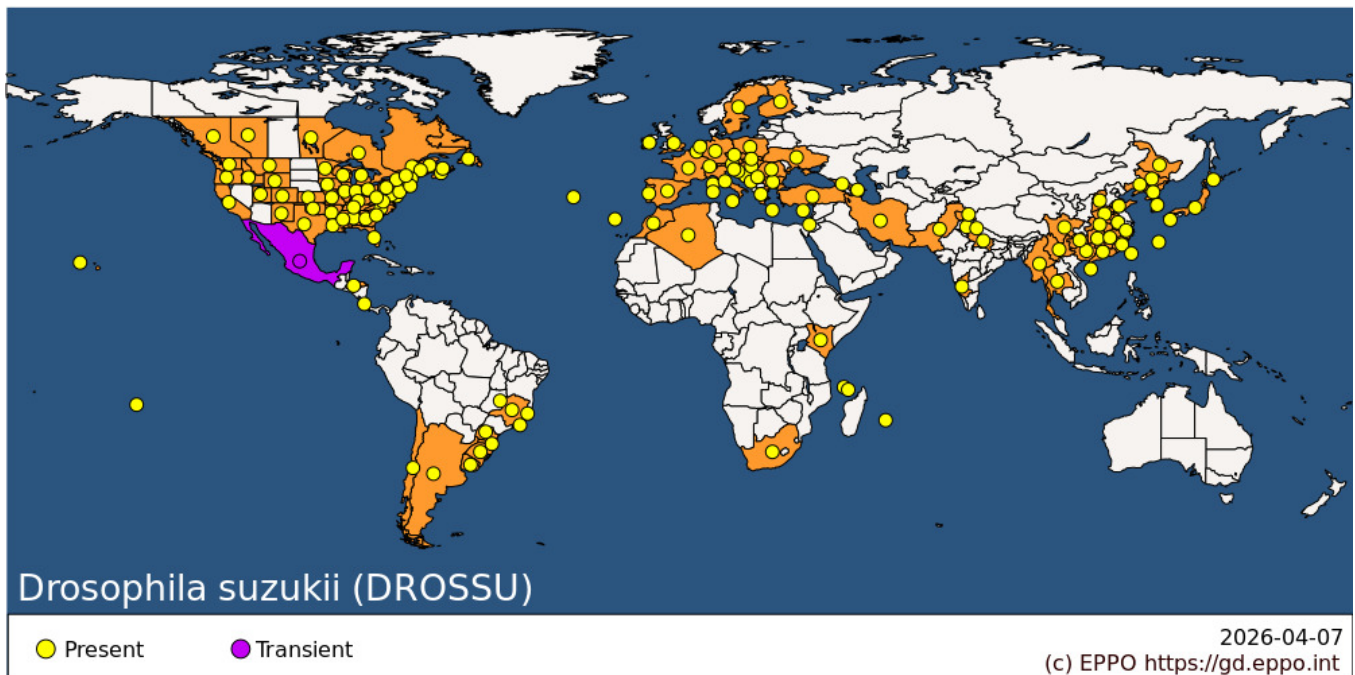 Drosophila suzukii (DROSSU)
Present
Transient
2026-04-07
(c) EPPO https://gd.eppo.int